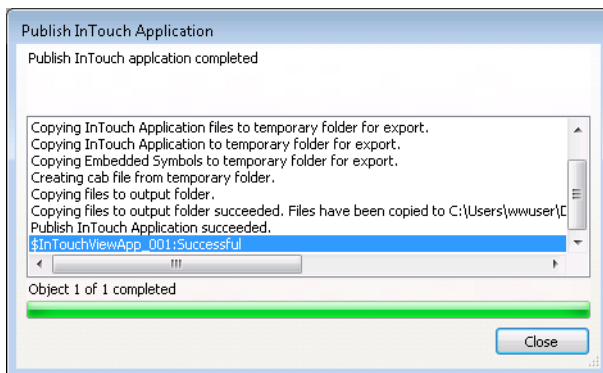 Publish InTouch Application
Publish InTouch applcation completed
Copying InTouch Application files to temporary folder for export.
Copying InTouch Application to temporary folder for export.
Copying Embedded Symbols to temporary folder for export.
Creating cab file from temporary folder.
Copying files to output folder.
Copying files to output folder succeeded. Files have been copied to C:\Users\wwuser\D
Publish InTouch Application succeeded.
$InTouchViewApp_001:Successful
Object 1 of 1 completed
Close